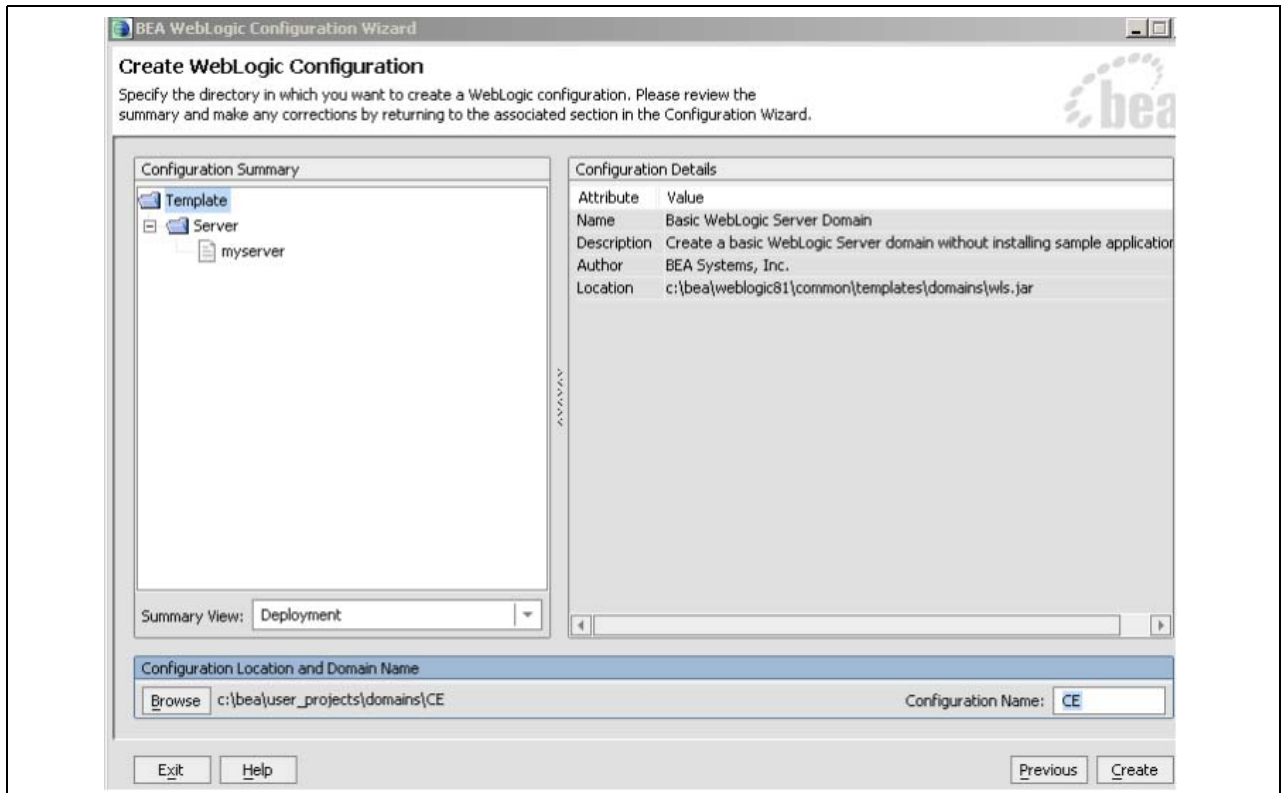 BEA WebLogic Configuration Wizard
Create WebLogic Configuration
Specify the directory in which you want to create a WebLogic configuration. Please review the
summary and make any corrections by returning to the associated section in the Configuration Wizard.
bea
Configuration Summary
Template
Server
myserver
Summary View: Deployment
Configuration Details
Attribute Value
Name Basic WebLogic Server Domain
Description Create a basic WebLogic Server domain without installing sample application
Author BEA Systems, Inc.
Location c:\bea\weblogic81\common\templates\domains\wls.jar
Configuration Location and Domain Name
Browse c:\bea\user_projects\domains\CE Configuration Name: CE
Exit Help Previous Create